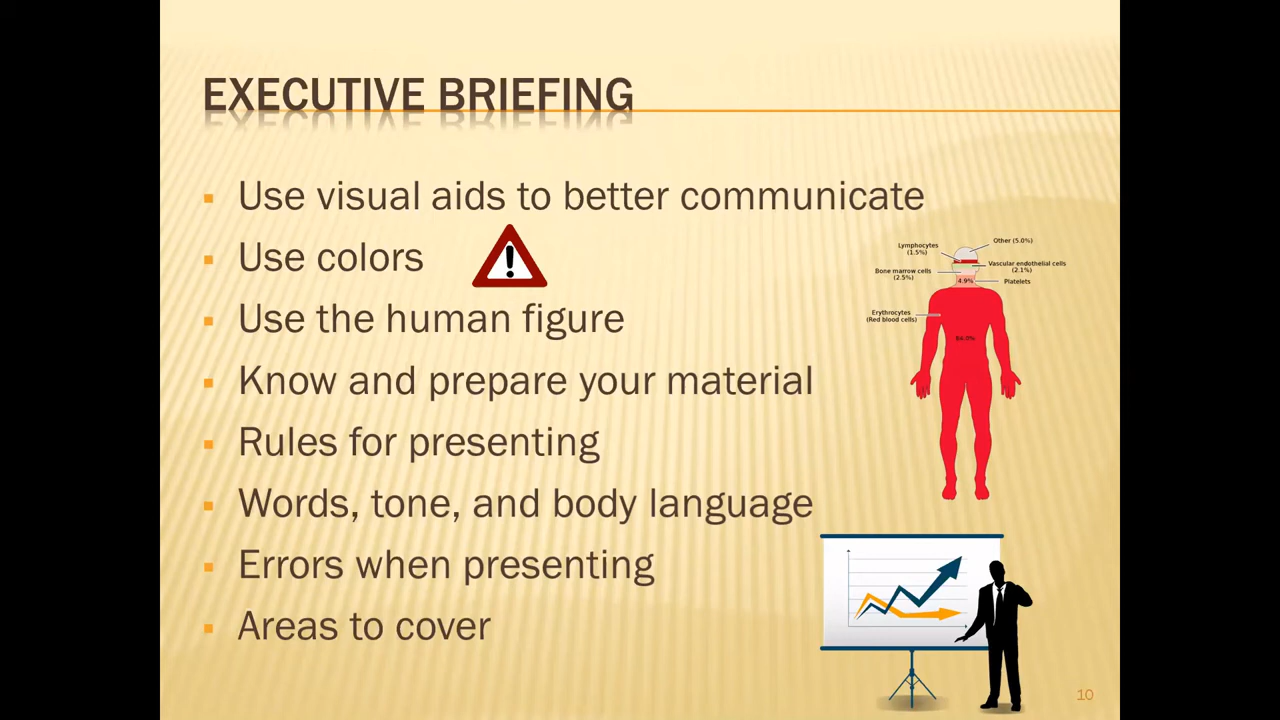 EXECUTIVE BRIEFING
Use visual aids to better communicate
Use colors
!
Use the human figure
Know and prepare your material
Rules for presenting
Words, tone, and body language
Errors when presenting
Areas to cover
Lymphocytes
(1.5%)
Other (5.0%)
Bone marrow cells
(2.5%)
Vascular endothelial cells
(2.1%)
4.9%
Platelets
Erythrocytes
(Red blood cells)
10